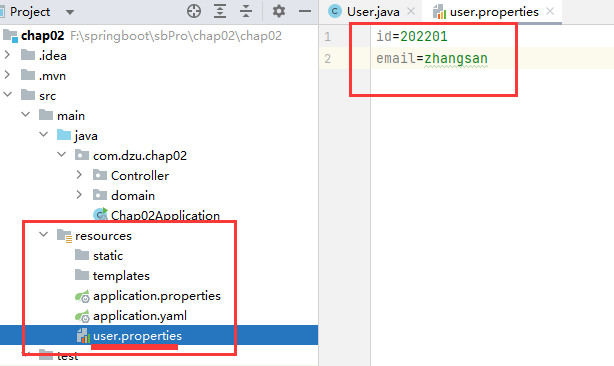 Project
chap02 F:\springboot\sbPro\chap02\chap02
.idea
.mvn
src
main
java
com.dzu.chap02
Controller
domain
Chap02Application
resources
static
templates
application.properties
application.yaml
user.properties
test
User.java
user.properties
1 id=202201
2 email=zhangsan